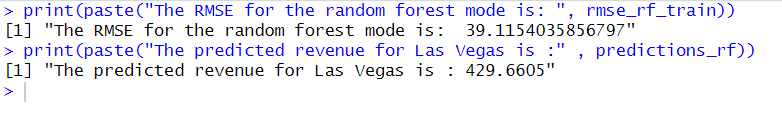 > print(paste("The RMSE for the random forest mode is: ", rmse_rf_train))
[1] "The RMSE for the random forest mode is:  39.1154035856797"
> print(paste("The predicted revenue for Las Vegas is :" , predictions_rf))
[1] "The predicted revenue for Las Vegas is : 429.6605"
>